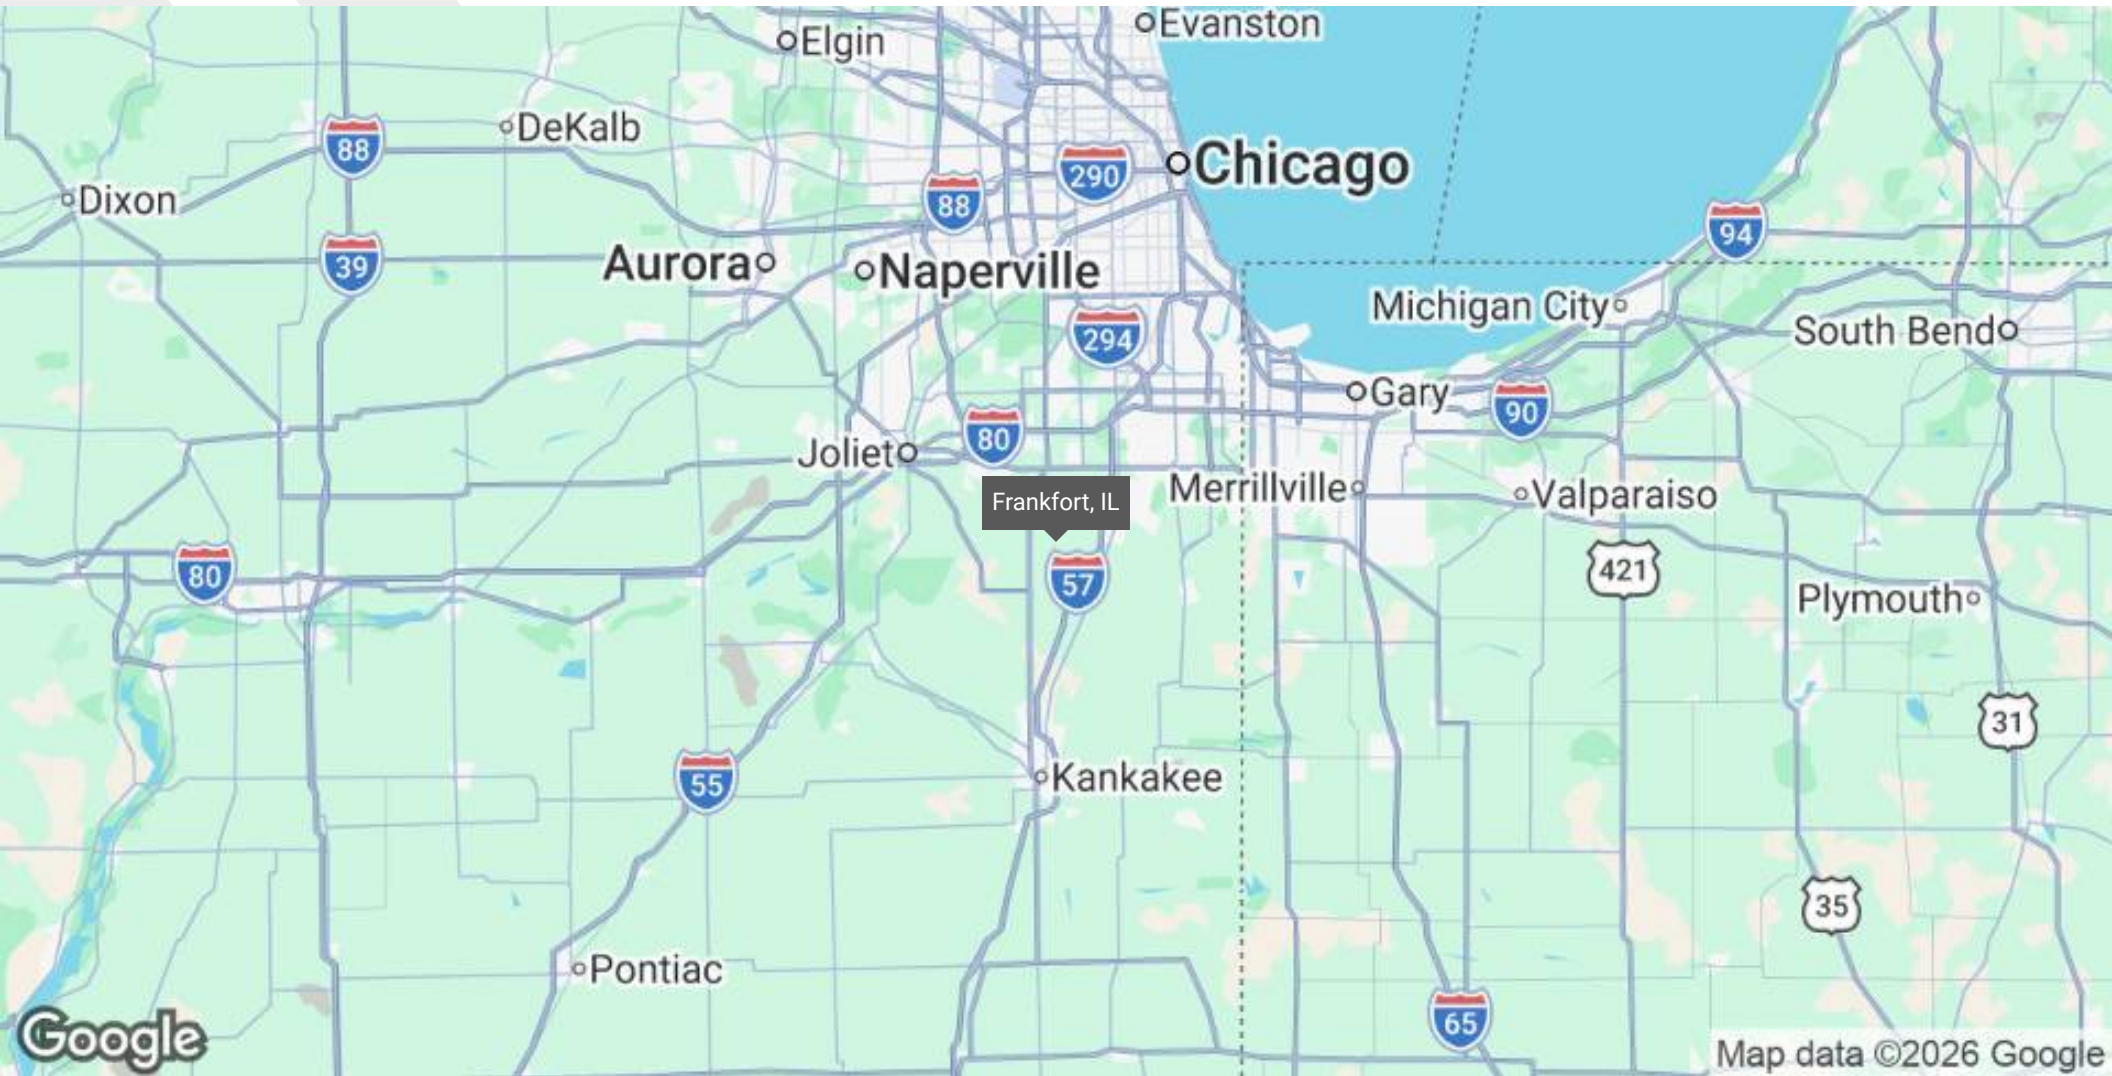 Evanston
Elgin
DeKalb
88
Chicago
290
Dixon
88
94
39
Aurora
Naperville
Michigan City
South Bend
294
Gary
90
80
Joliet
Merrillville
Valparaiso
Frankfort, IL
80
57
421
Plymouth
31
55
Kankakee
35
Pontiac
65
Google
Map data ©2026 Google